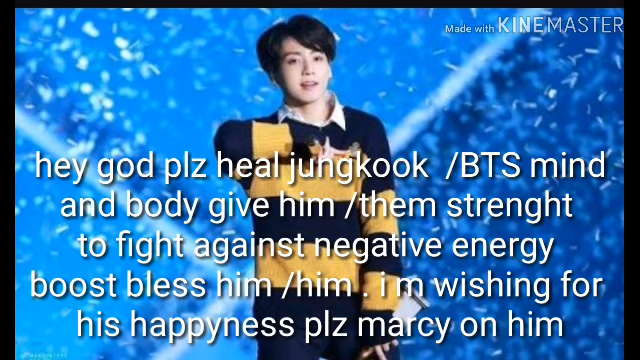 Made with KINEMASTER
hey god plz heal jungkook /BTS mind
and body give him /them strenght
to fight against negative energy
boost bless him /him . i m wishing for
his happyness plz marcy on him